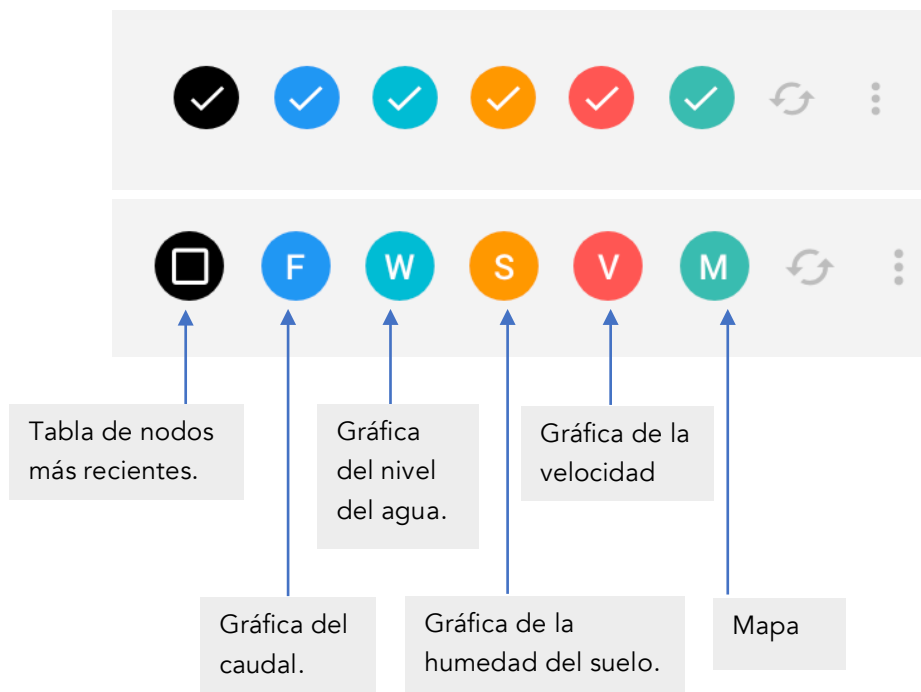 F W S V M
Tabla de nodos
más recientes.
Gráfica
del nivel
del agua.
Gráfica de la
velocidad
Gráfica del
caudal.
Gráfica de la
humedad del suelo.
Mapa